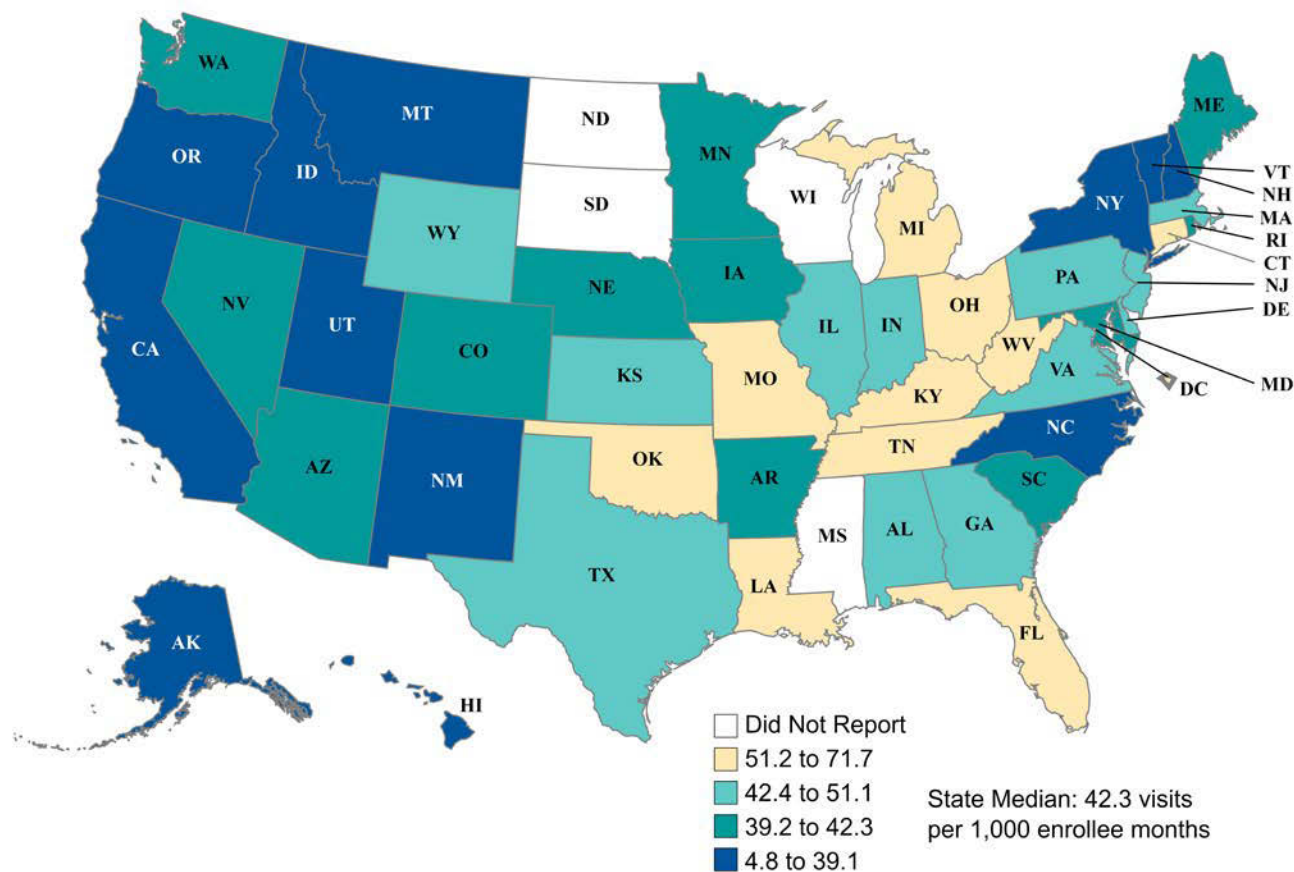 WA
MT
ND
MN
ME
OR
ID
SD
WI
VT
NH
NY
MA
RI
CT
NJ
DE
MD
DC
WY
MI
IA
NE
PA
NV
UT
CO
IL
IN
OH
WV
VA
CA
KS
MO
KY
NC
TN
AZ
NM
OK
AR
SC
MS
AL
GA
TX
LA
FL
AK
HI
Did Not Report
51.2 to 71.7
42.4 to 51.1
39.2 to 42.3
4.8 to 39.1
State Median: 42.3 visits
per 1,000 enrollee months